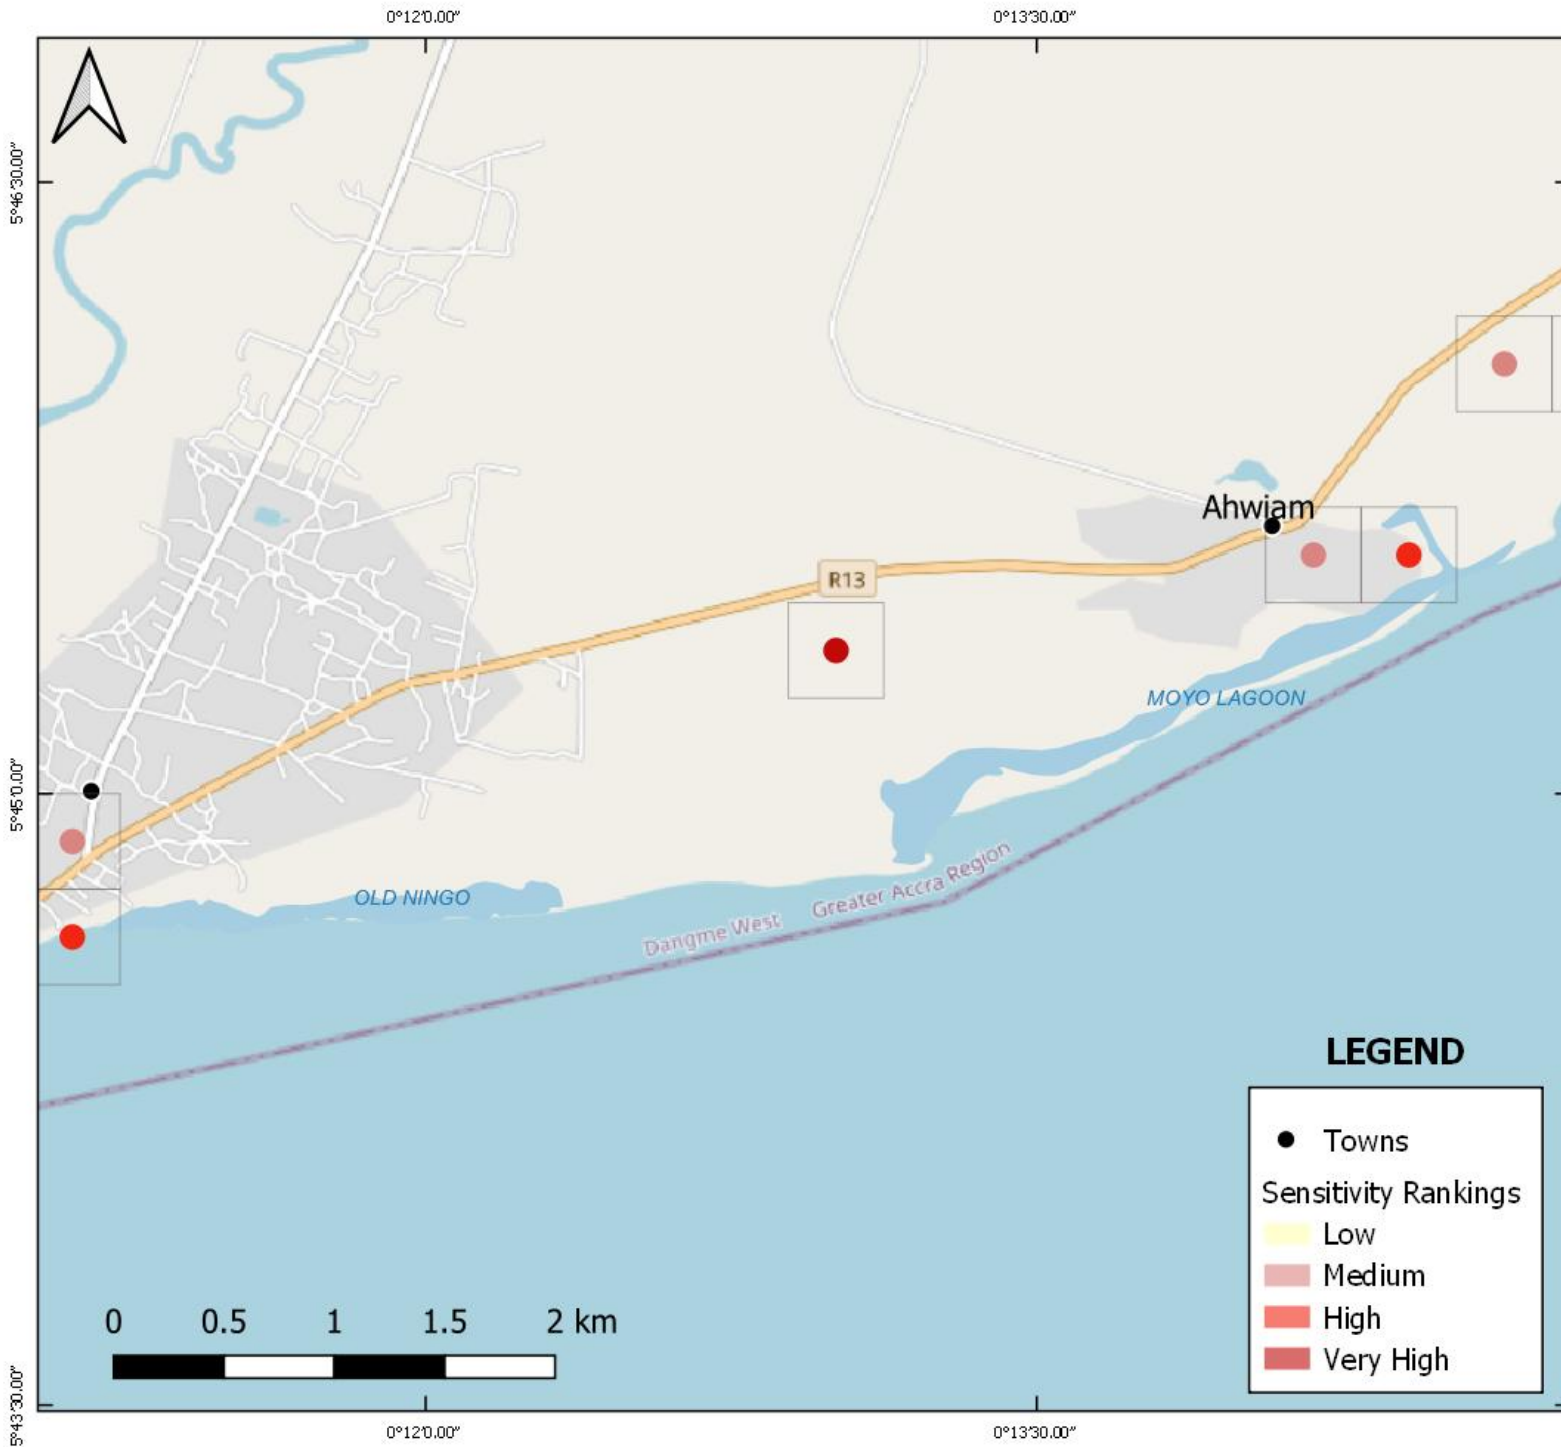 0°12'0.00"
0°13'30.00"
5°46'30.00"
Ahwiam
R13
MOYO LAGOON
5°45'0.00"
Greater Accra Region
OLD NINGO
Dangme West
LEGEND
Towns
Sensitivity Rankings
Low
Medium
High
Very High
0 0.5 1 1.5 2 km
5°43'30.00"
0°12'0.00"
0°13'30.00"